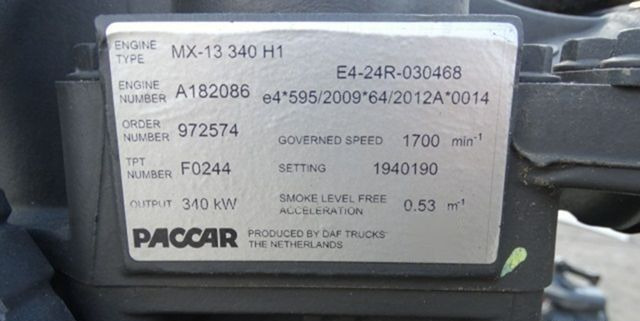 ENGINE TYPE MX-13 340 H1
E4-24R-030468
ENGINE NUMBER A182086 e4*595/2009*64/2012A*0014
ORDER NUMBER 972574 GOVERNED SPEED 1700 min-1
TPT NUMBER F0244 SETTING 1940190
OUTPUT 340 kW SMOKE LEVEL FREE ACCELERATION 0.53 m-1
PACCAR PRODUCED BY DAF TRUCKS THE NETHERLANDS